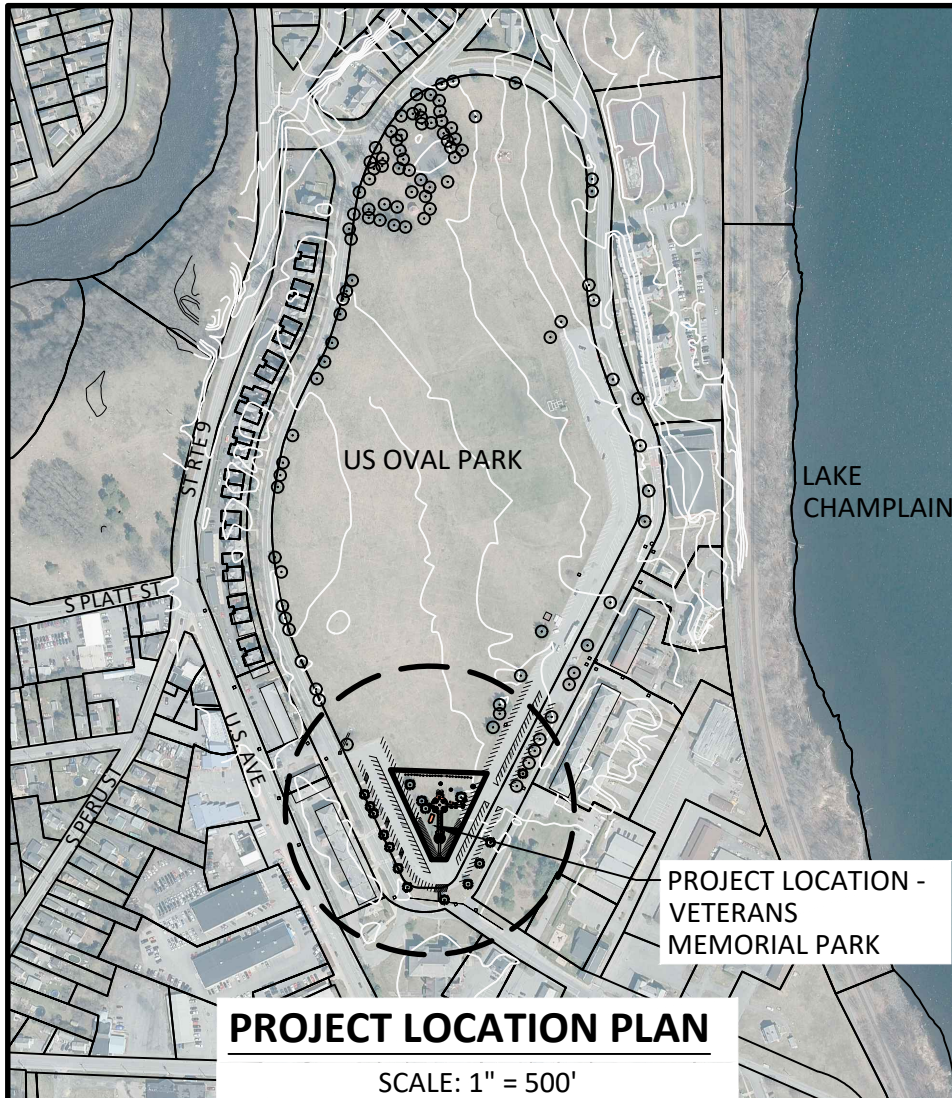 US OVAL PARK
LAKE
CHAMPLAIN
ST RTE 9
S PLATT ST
U.S. AVE
S PERU ST
PROJECT LOCATION -
VETERANS
MEMORIAL PARK
PROJECT LOCATION PLAN
SCALE: 1" = 500'